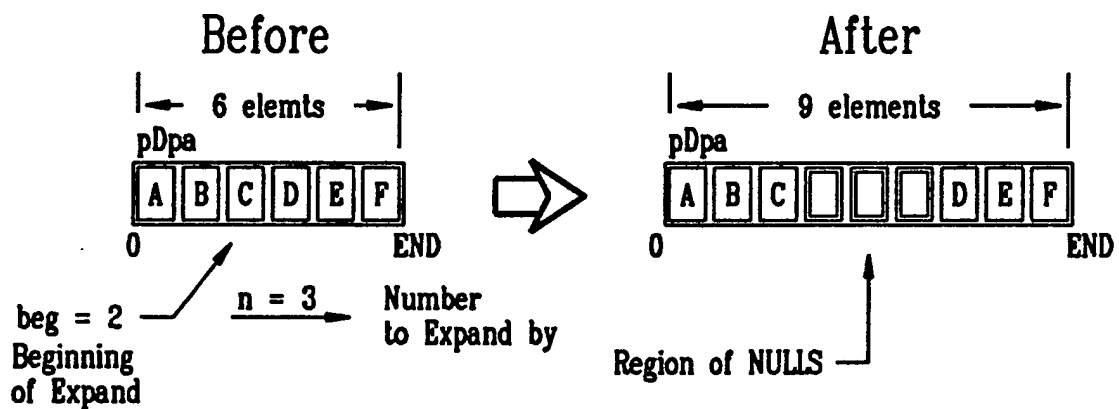 Before
After
6 elemts
9 elements
pDpa
pDpa
A B C D E F
A B C D E F
0 END
0 END
beg = 2
Beginning
of Expand
n = 3
Number
to Expand by
Region of NULLS